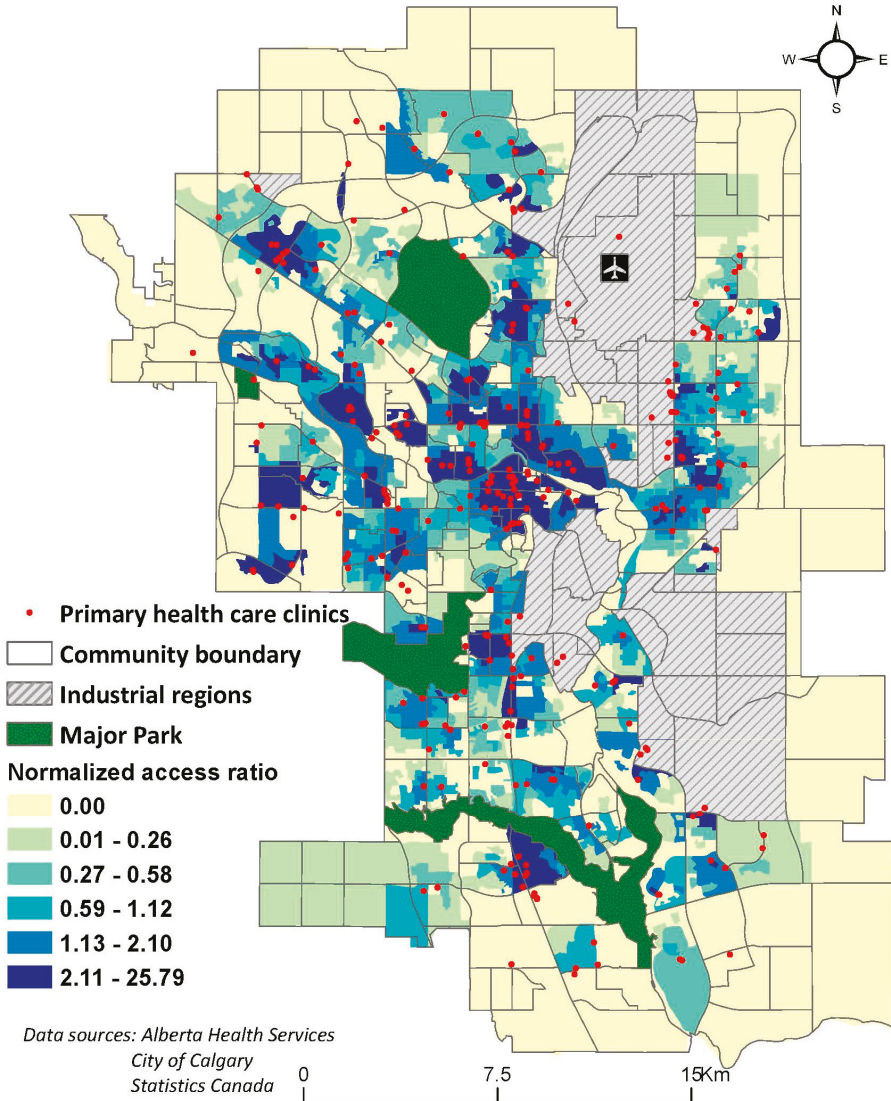 N
W E
S
Primary health care clinics
Community boundary
Industrial regions
Major Park
Normalized access ratio
0.00
0.01 - 0.26
0.27 - 0.58
0.59 - 1.12
1.13 - 2.10
2.11 - 25.79
Data sources: Alberta Health Services
City of Calgary
Statistics Canada
0 7.5 15Km